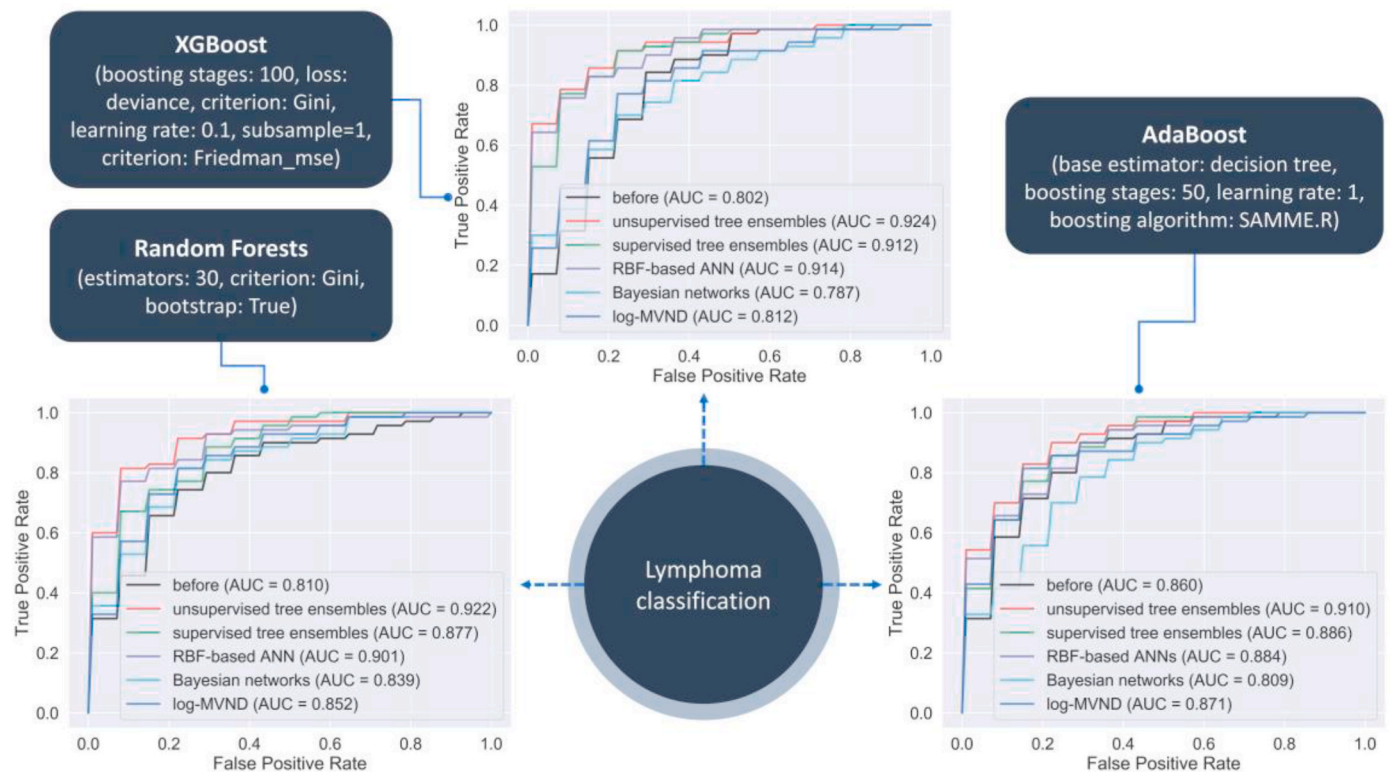 XGBoost
(boosting stages: 100, loss:
deviance, criterion: Gini,
learning rate: 0.1, subsample=1,
criterion: Friedman_mse)
Random Forests
(estimators: 30, criterion: Gini,
bootstrap: True)
True Positive Rate
1.0
0.8
0.6
0.4
0.2
0.0
before (AUC = 0.802)
unsupervised tree ensembles (AUC = 0.924)
supervised tree ensembles (AUC = 0.912)
RBF-based ANN (AUC = 0.914)
Bayesian networks (AUC = 0.787)
log-MVND (AUC = 0.812)
0.0 0.2 0.4 0.6 0.8 1.0
False Positive Rate
AdaBoost
(base estimator: decision tree,
boosting stages: 50, learning rate: 1,
boosting algorithm: SAMME.R)
True Positive Rate
1.0
0.8
0.6
0.4
0.2
0.0
before (AUC = 0.810)
unsupervised tree ensembles (AUC = 0.922)
supervised tree ensembles (AUC = 0.877)
RBF-based ANN (AUC = 0.901)
Bayesian networks (AUC = 0.839)
log-MVND (AUC = 0.852)
0.0 0.2 0.4 0.6 0.8 1.0
False Positive Rate
Lymphoma
classification
True Positive Rate
1.0
0.8
0.6
0.4
0.2
0.0
before (AUC = 0.860)
unsupervised tree ensembles (AUC = 0.910)
supervised tree ensembles (AUC = 0.886)
RBF-based ANNs (AUC = 0.884)
Bayesian networks (AUC = 0.809)
log-MVND (AUC = 0.871)
0.0 0.2 0.4 0.6 0.8 1.0
False Positive Rate